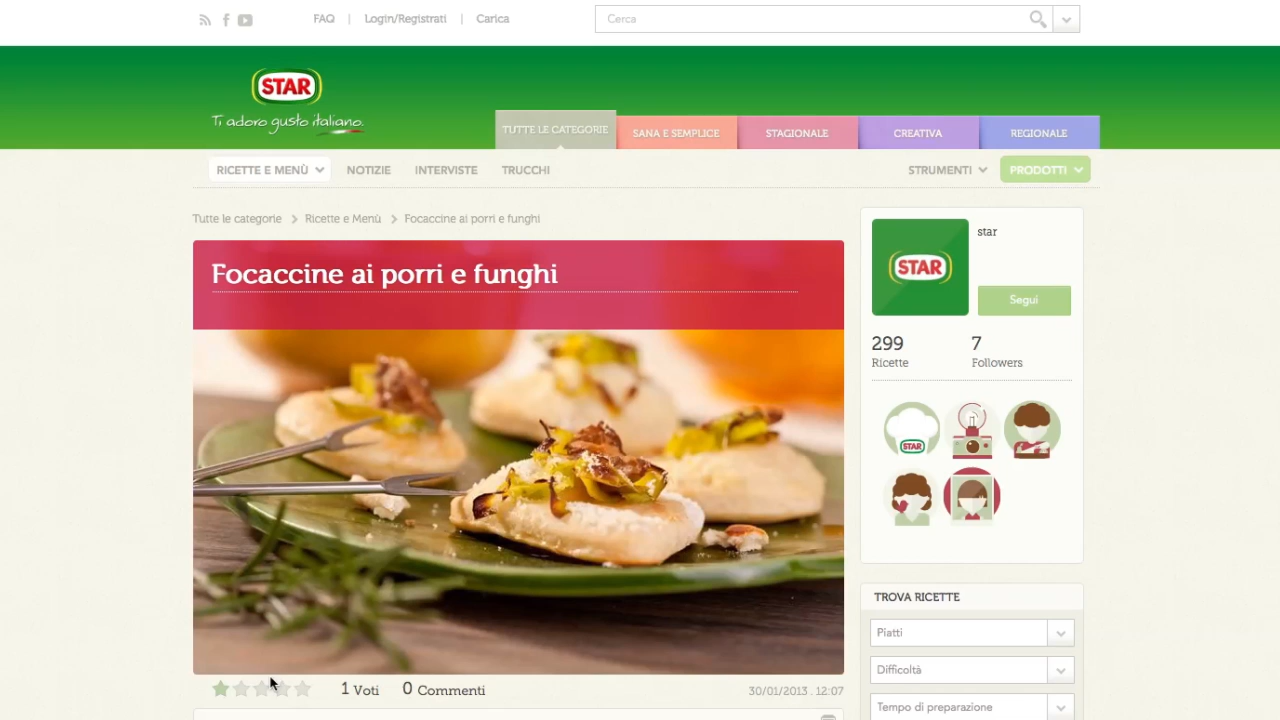 FAQ | Login/Registrati | Carica
Cerca
STAR
Ti adoro gusto italiano.
TUTTE LE CATEGORIE
SANA E SEMPLICE
STAGIONALE
CREATIVA
REGIONALE
RICETTE E MENÙ
NOTIZIE
INTERVISTE
TRUCCHI
STRUMENTI
PRODOTTI
Tutte le categorie > Ricette e Menù > Focaccine ai porri e funghi
Focaccine ai porri e funghi
1 Voti
0 Commenti
30/01/2013 . 12:07
STAR
star
Segui
299
Ricette
7
Followers
STAR
TROVA RICETTE
Piatti
Difficoltà
Tempo di preparazione